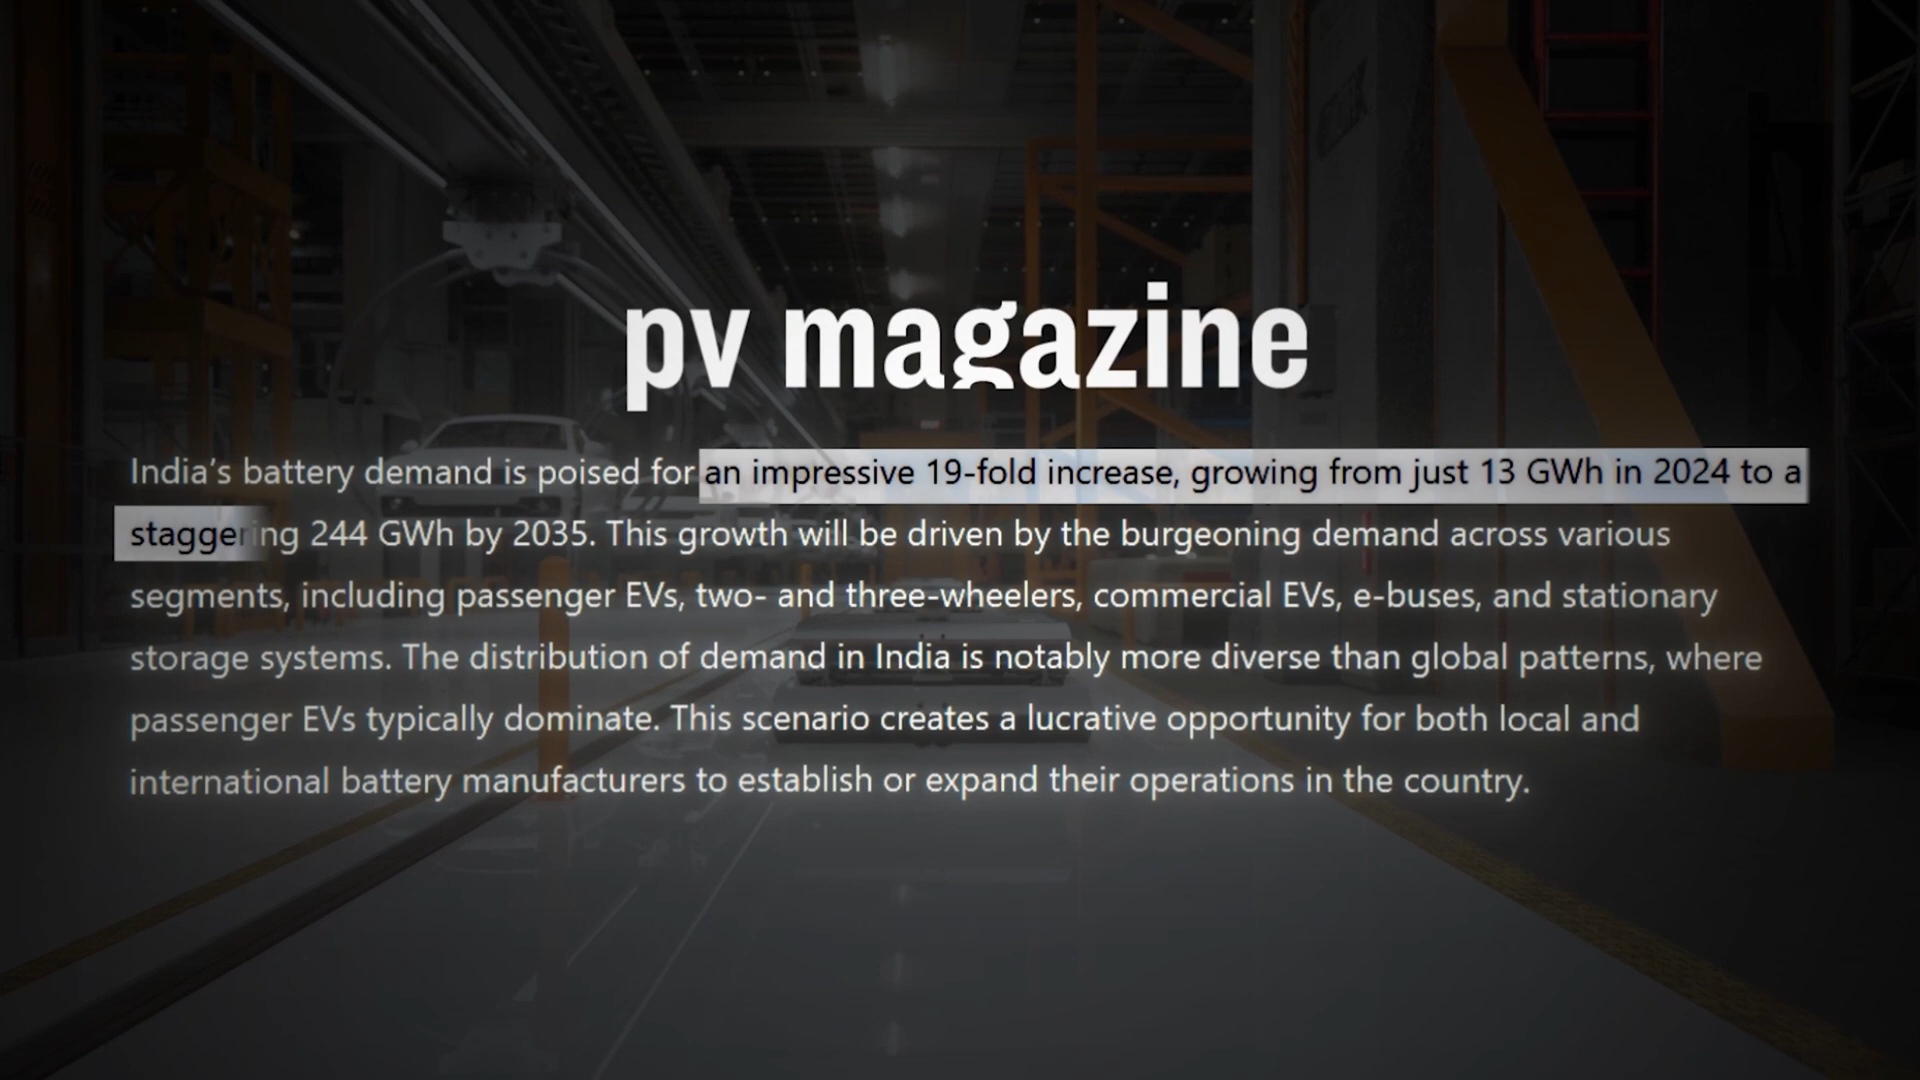 pv magazine
India’s battery demand is poised for an impressive 19-fold increase, growing from just 13 GWh in 2024 to a
staggering 244 GWh by 2035. This growth will be driven by the burgeoning demand across various
segments, including passenger EVs, two- and three-wheelers, commercial EVs, e-buses, and stationary
storage systems. The distribution of demand in India is notably more diverse than global patterns, where
passenger EVs typically dominate. This scenario creates a lucrative opportunity for both local and
international battery manufacturers to establish or expand their operations in the country.